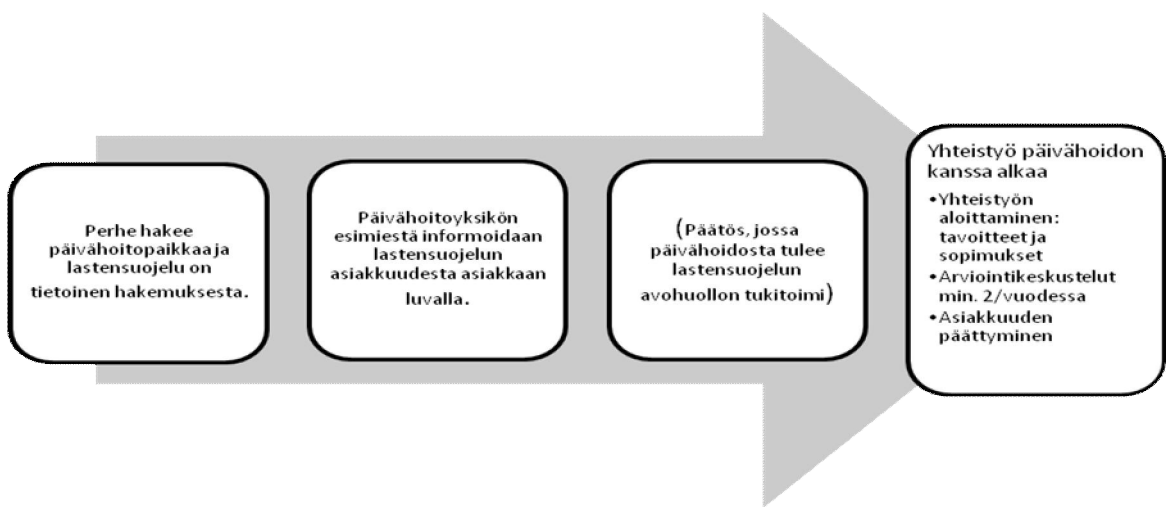 Perhe hakee
päivähoitopaikkaa ja
lastensuojelu on
tietoinen hakemuksesta.
Päivähoitoyksikön
esimiestä informoidaan
lastensuojelun
asiakkuudesta asiakkaan
luvalla.
(Päätös, jossa
päivähoidosta tulee
lastensuojelun
avohuollon tukitoimi)
Yhteistyö päivähoidon
kanssa alkaa
•Yhteistyön
aloittaminen:
tavoitteet ja
sopimukset
•Arviointikeskustelut
min. 2/vuodessa
•Asiakkuuden
päättyminen